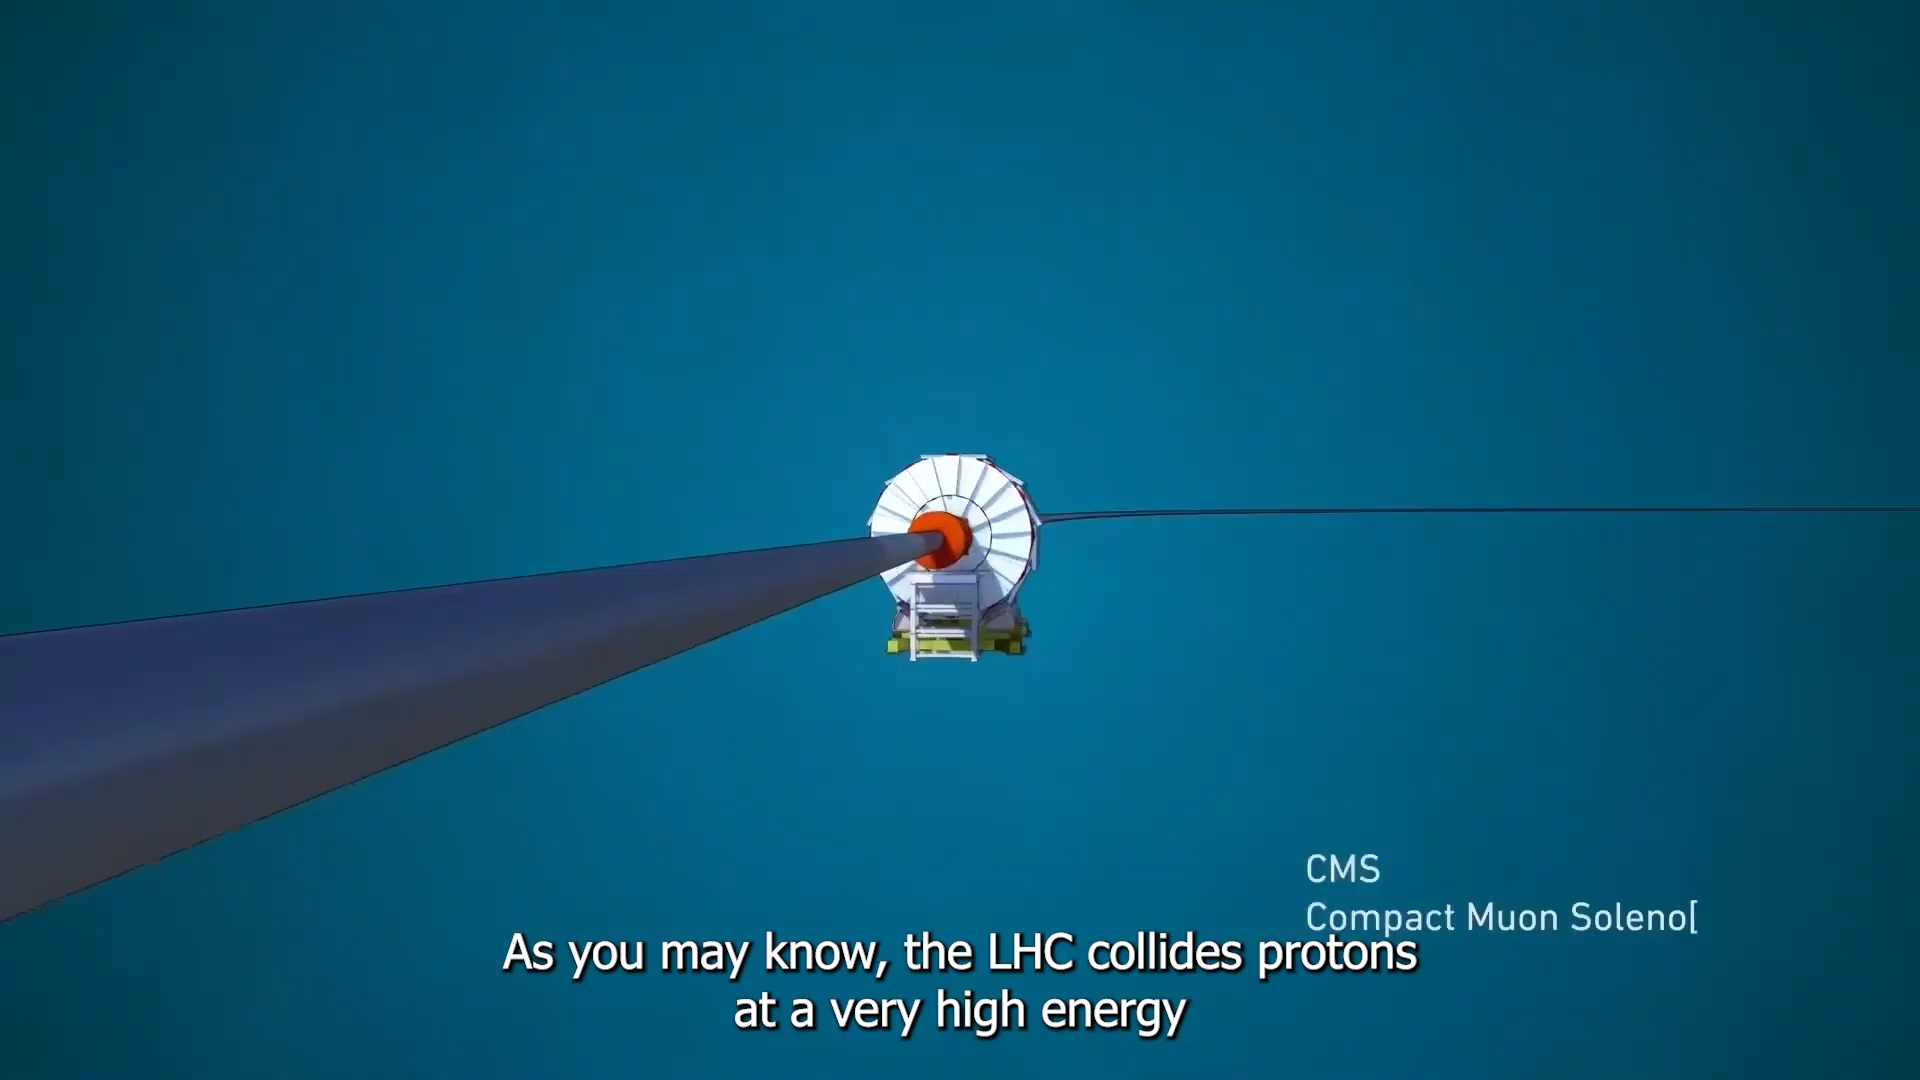 CMS
Compact Muon Soleno[
As you may know, the LHC collides protons
at a very high energy